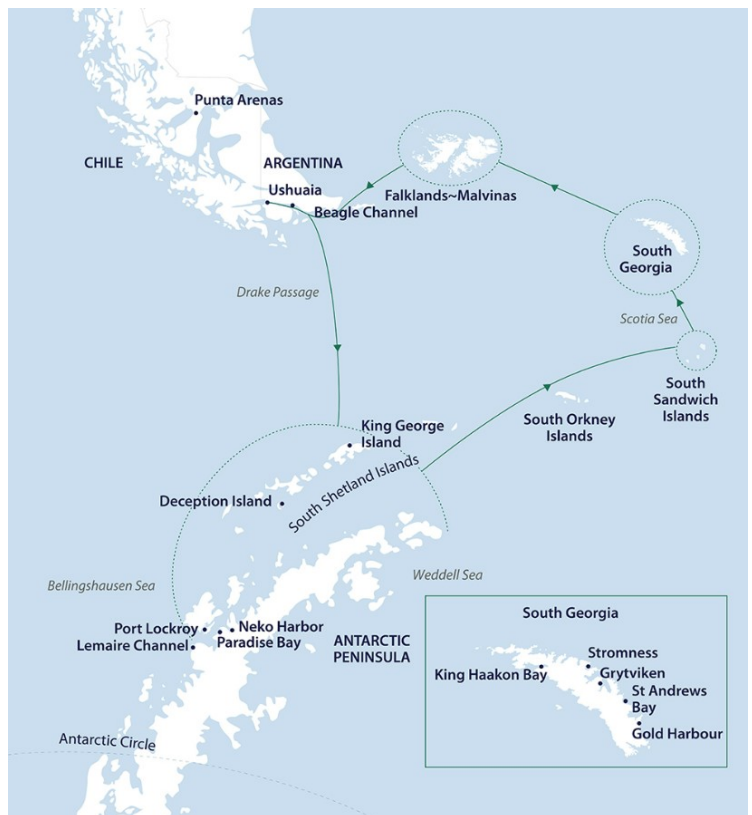 Punta Arenas
CHILE
ARGENTINA
Ushuaia
Beagle Channel
Falklands~Malvinas
South
Georgia
Drake Passage
Scotia Sea
South
Sandwich
Islands
South Orkney
Islands
King George
Island
South Shetland Islands
Deception Island
Bellingshausen Sea
Weddell Sea
Port Lockroy
Neko Harbor
Lemaire Channel
Paradise Bay
ANTARCTIC
PENINSULA
Antarctic Circle
South Georgia
Stromness
King Haakon Bay
Grytviken
St Andrews
Bay
Gold Harbour